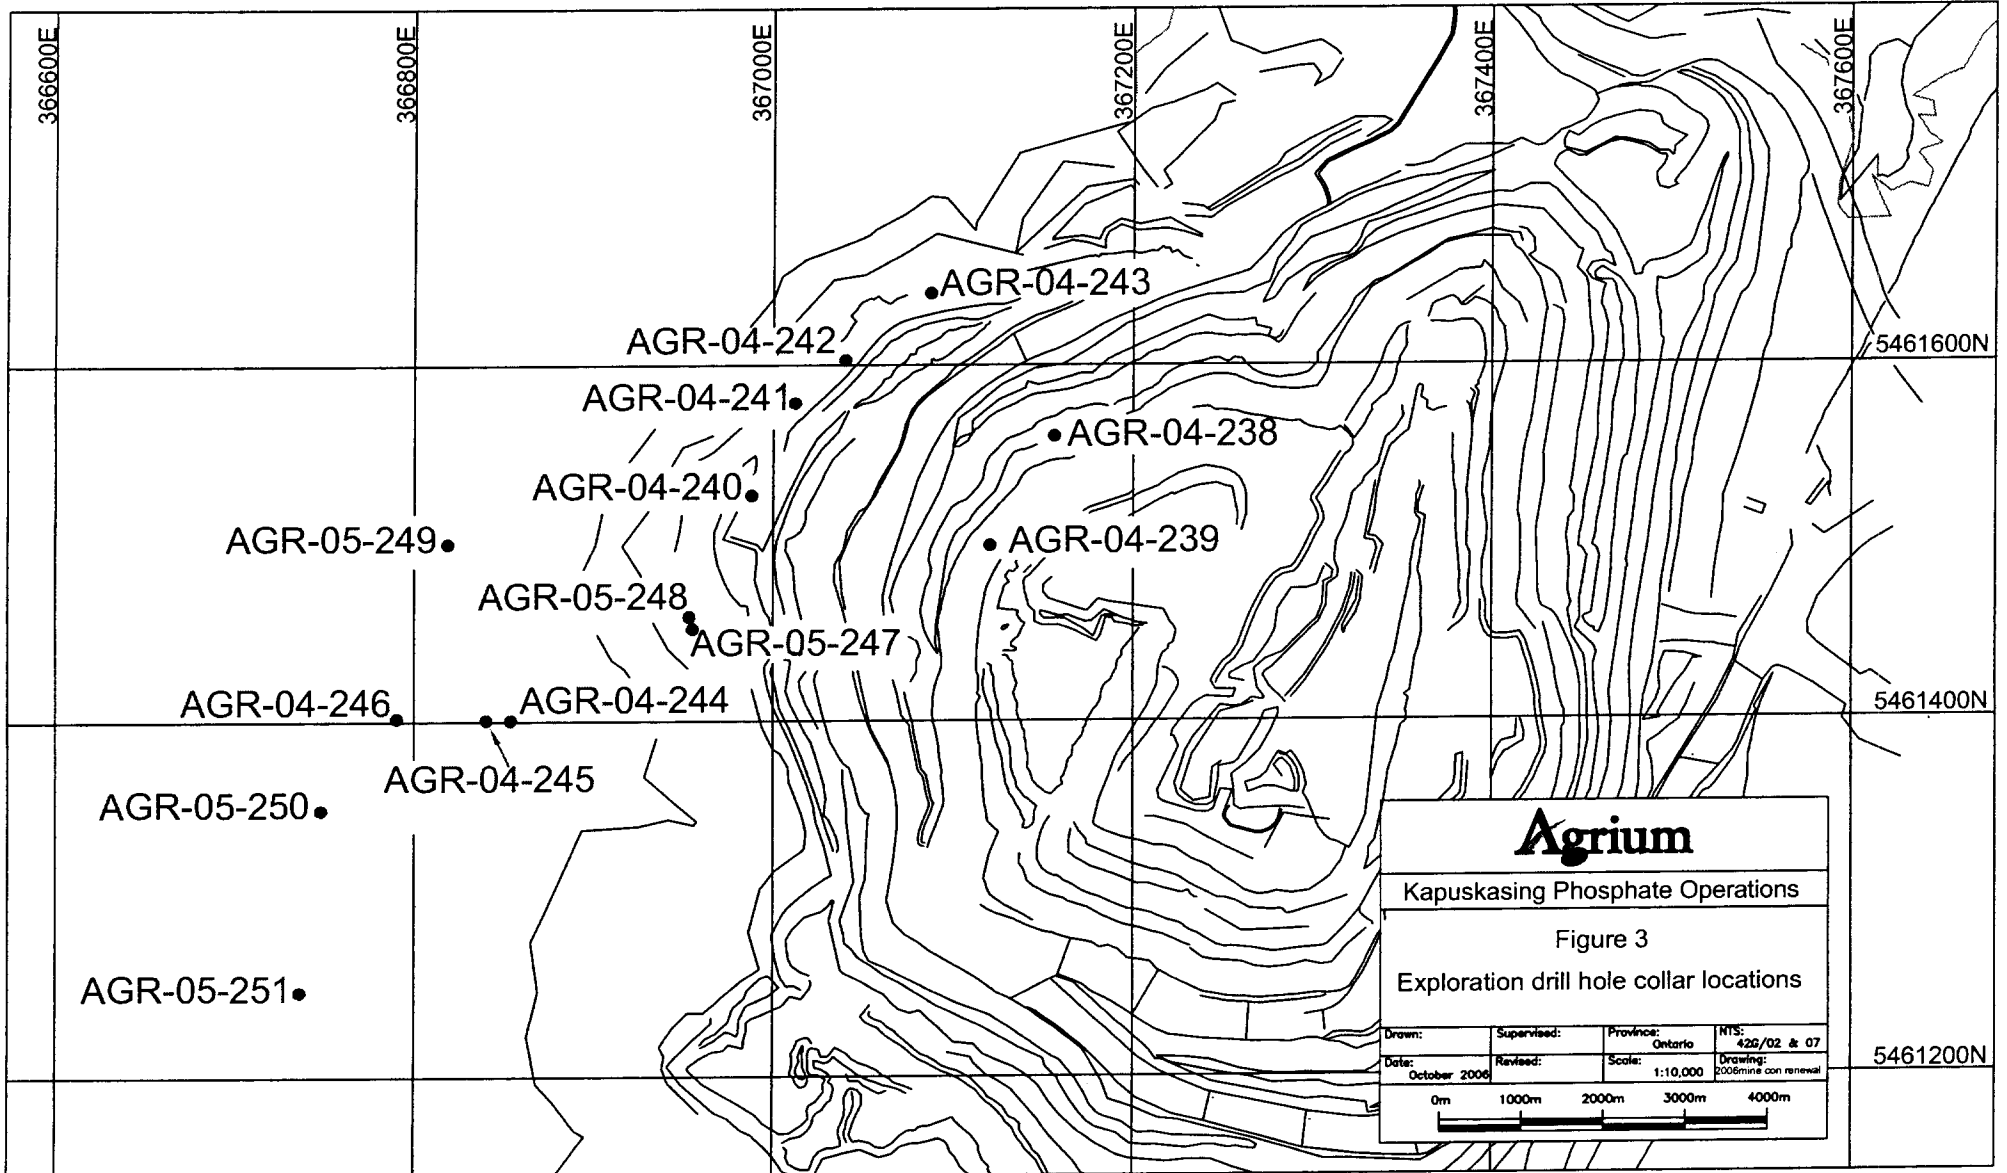 366600E
366800E
367000E
367200E
367400E
367600E
AGR-04-243
AGR-04-242
5461600N
AGR-04-241
AGR-04-238
AGR-04-240
AGR-05-249
AGR-04-239
AGR-05-248
AGR-05-247
AGR-04-246
AGR-04-244
5461400N
AGR-04-245
AGR-05-250
AGR-05-251
5461200N
Agrium
Kapuskasing Phosphate Operations
Figure 3
Exploration drill hole collar locations
Drawn:
Supervised:
Province: Ontario
NTS: 42G/02 & 07
Date: October 2006
Revised:
Scale: 1:10,000
Drawing: 2006mine con renewal
0m 1000m 2000m 3000m 4000m